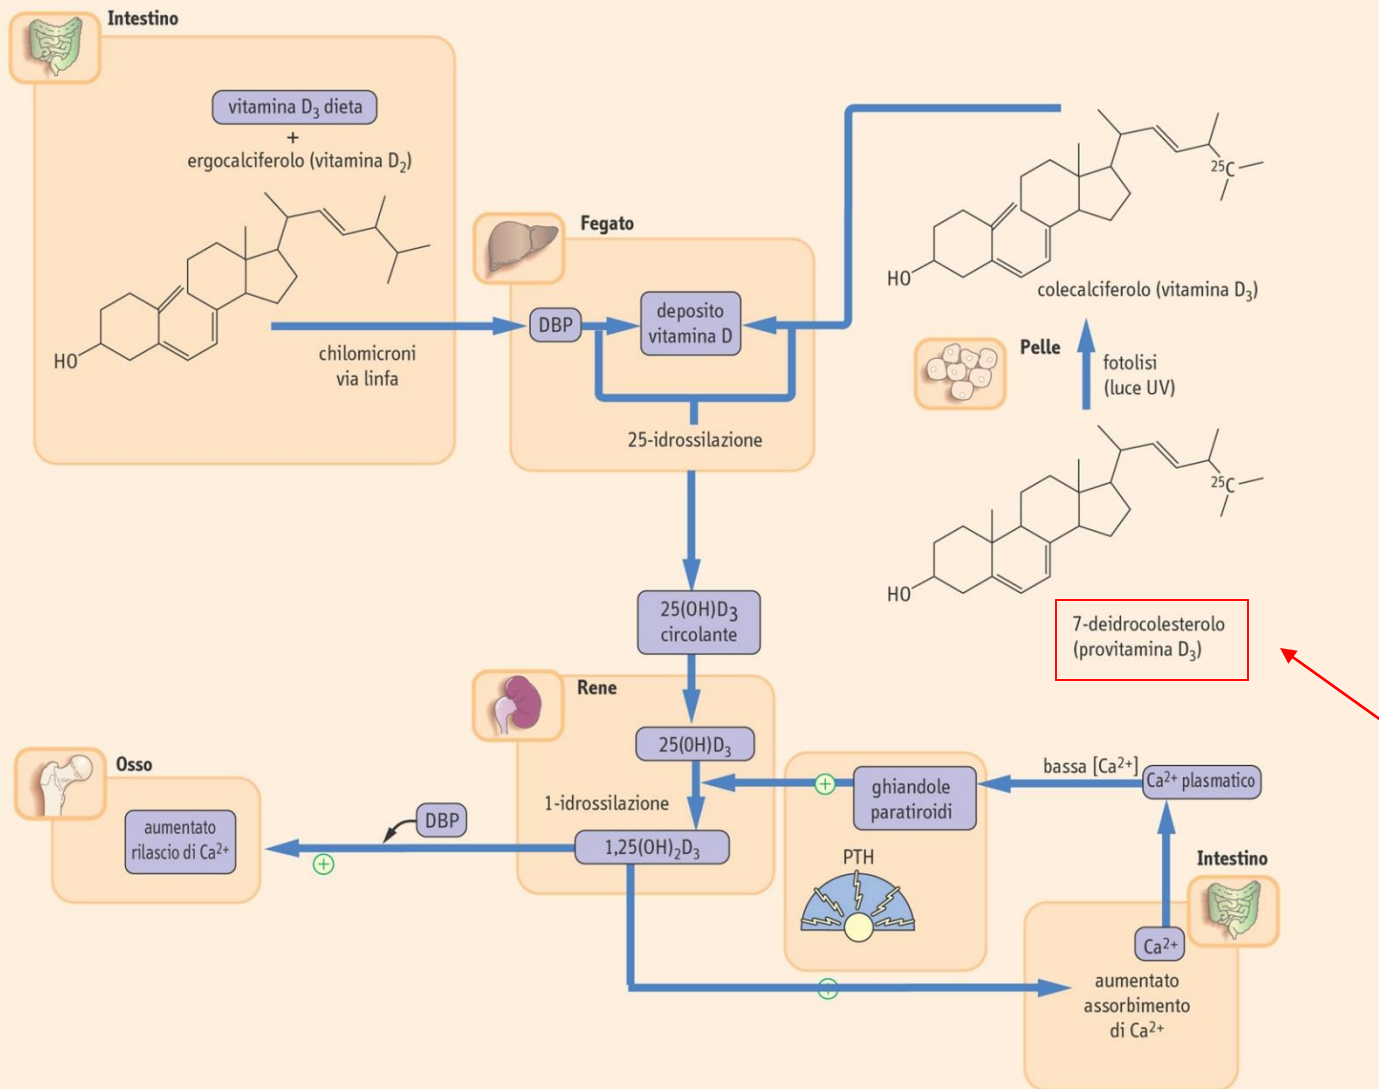 Intestino
vitamina D₃ dieta
+
ergocalciferolo (vitamina D₂)
HO
chilomicroni
via linfa
Fegato
DBP
deposito
vitamina D
25-idrossilazione
²⁵C
HO
colecalciferolo (vitamina D₃)
Pelle
fotolisi
(luce UV)
²⁵C
HO
7-deidrocolesterolo
(provitamina D₃)
25(OH)D₃
circolante
Rene
25(OH)D₃
1-idrossilazione
1,25(OH)₂D₃
Osso
aumentato
rilascio di Ca²⁺
DBP
+
+
ghiandole
paratiroidi
PTH
bassa [Ca²⁺]
Ca²⁺ plasmatico
Intestino
Ca²⁺
aumentato
assorbimento
di Ca²⁺
+